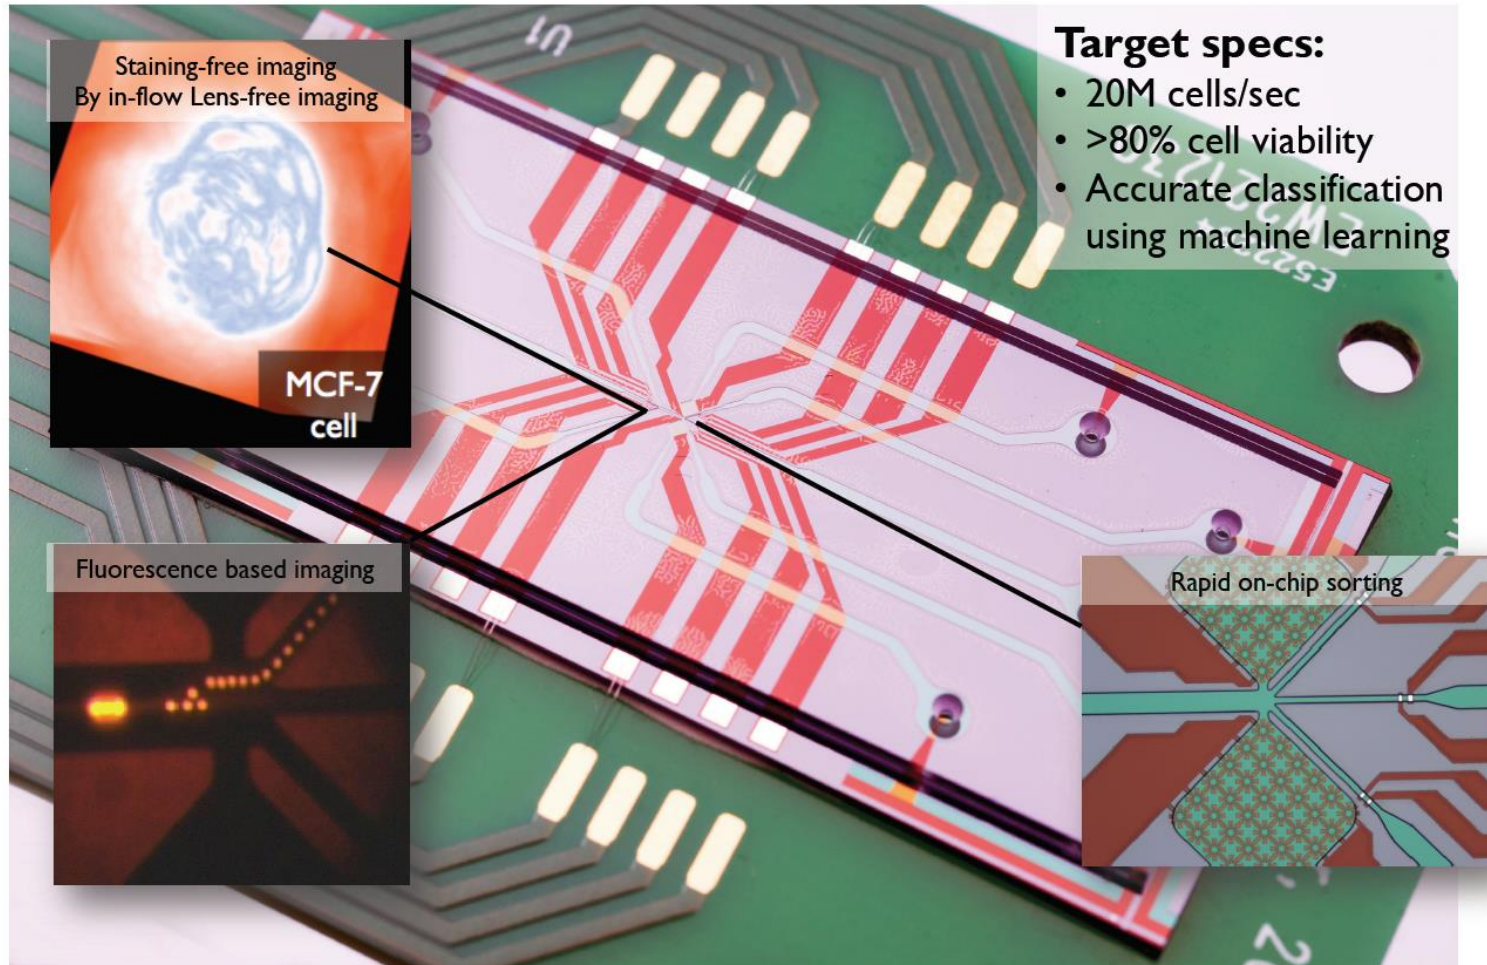 Staining-free imaging
By in-flow Lens-free imaging
MCF-7
cell
Fluorescence based imaging
Target specs:
• 20M cells/sec
• >80% cell viability
• Accurate classification
using machine learning
Rapid on-chip sorting
U1